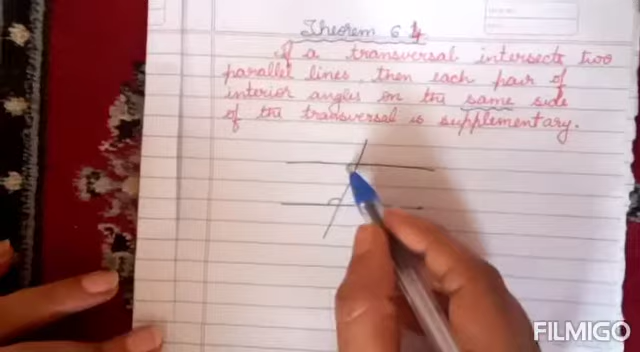 Theorem 6.4
If a transversal intersects two
parallel lines, then each pair of
interior angles on the same side
of the transversal is supplementary.
FILMIGO